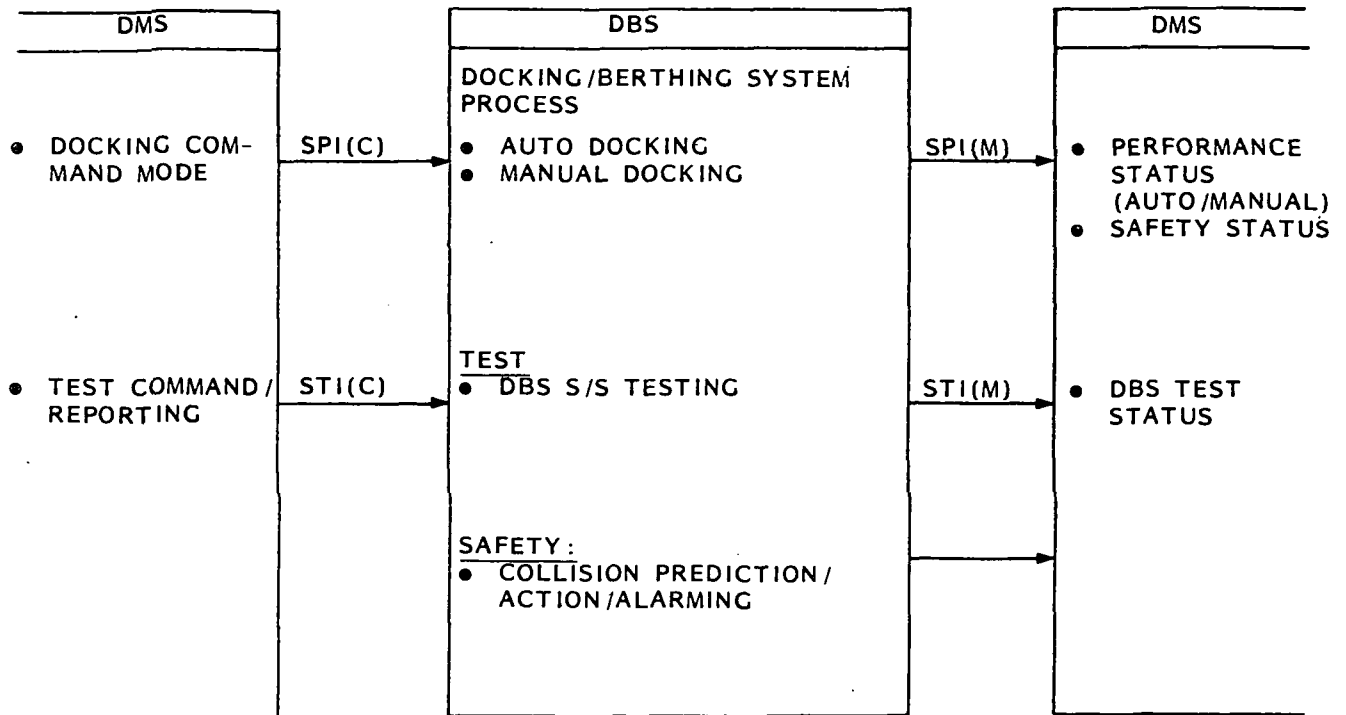 DMS
DBS
DMS
DOCKING/BERTHING SYSTEM
PROCESS
● DOCKING COM-
MAND MODE
SPI(C)
● AUTO DOCKING
● MANUAL DOCKING
SPI(M)
● PERFORMANCE
STATUS
(AUTO/MANUAL)
● SAFETY STATUS
● TEST COMMAND/
REPORTING
STI(C)
TEST
● DBS S/S TESTING
STI(M)
● DBS TEST
STATUS
SAFETY:
● COLLISION PREDICTION/
ACTION/ALARMING